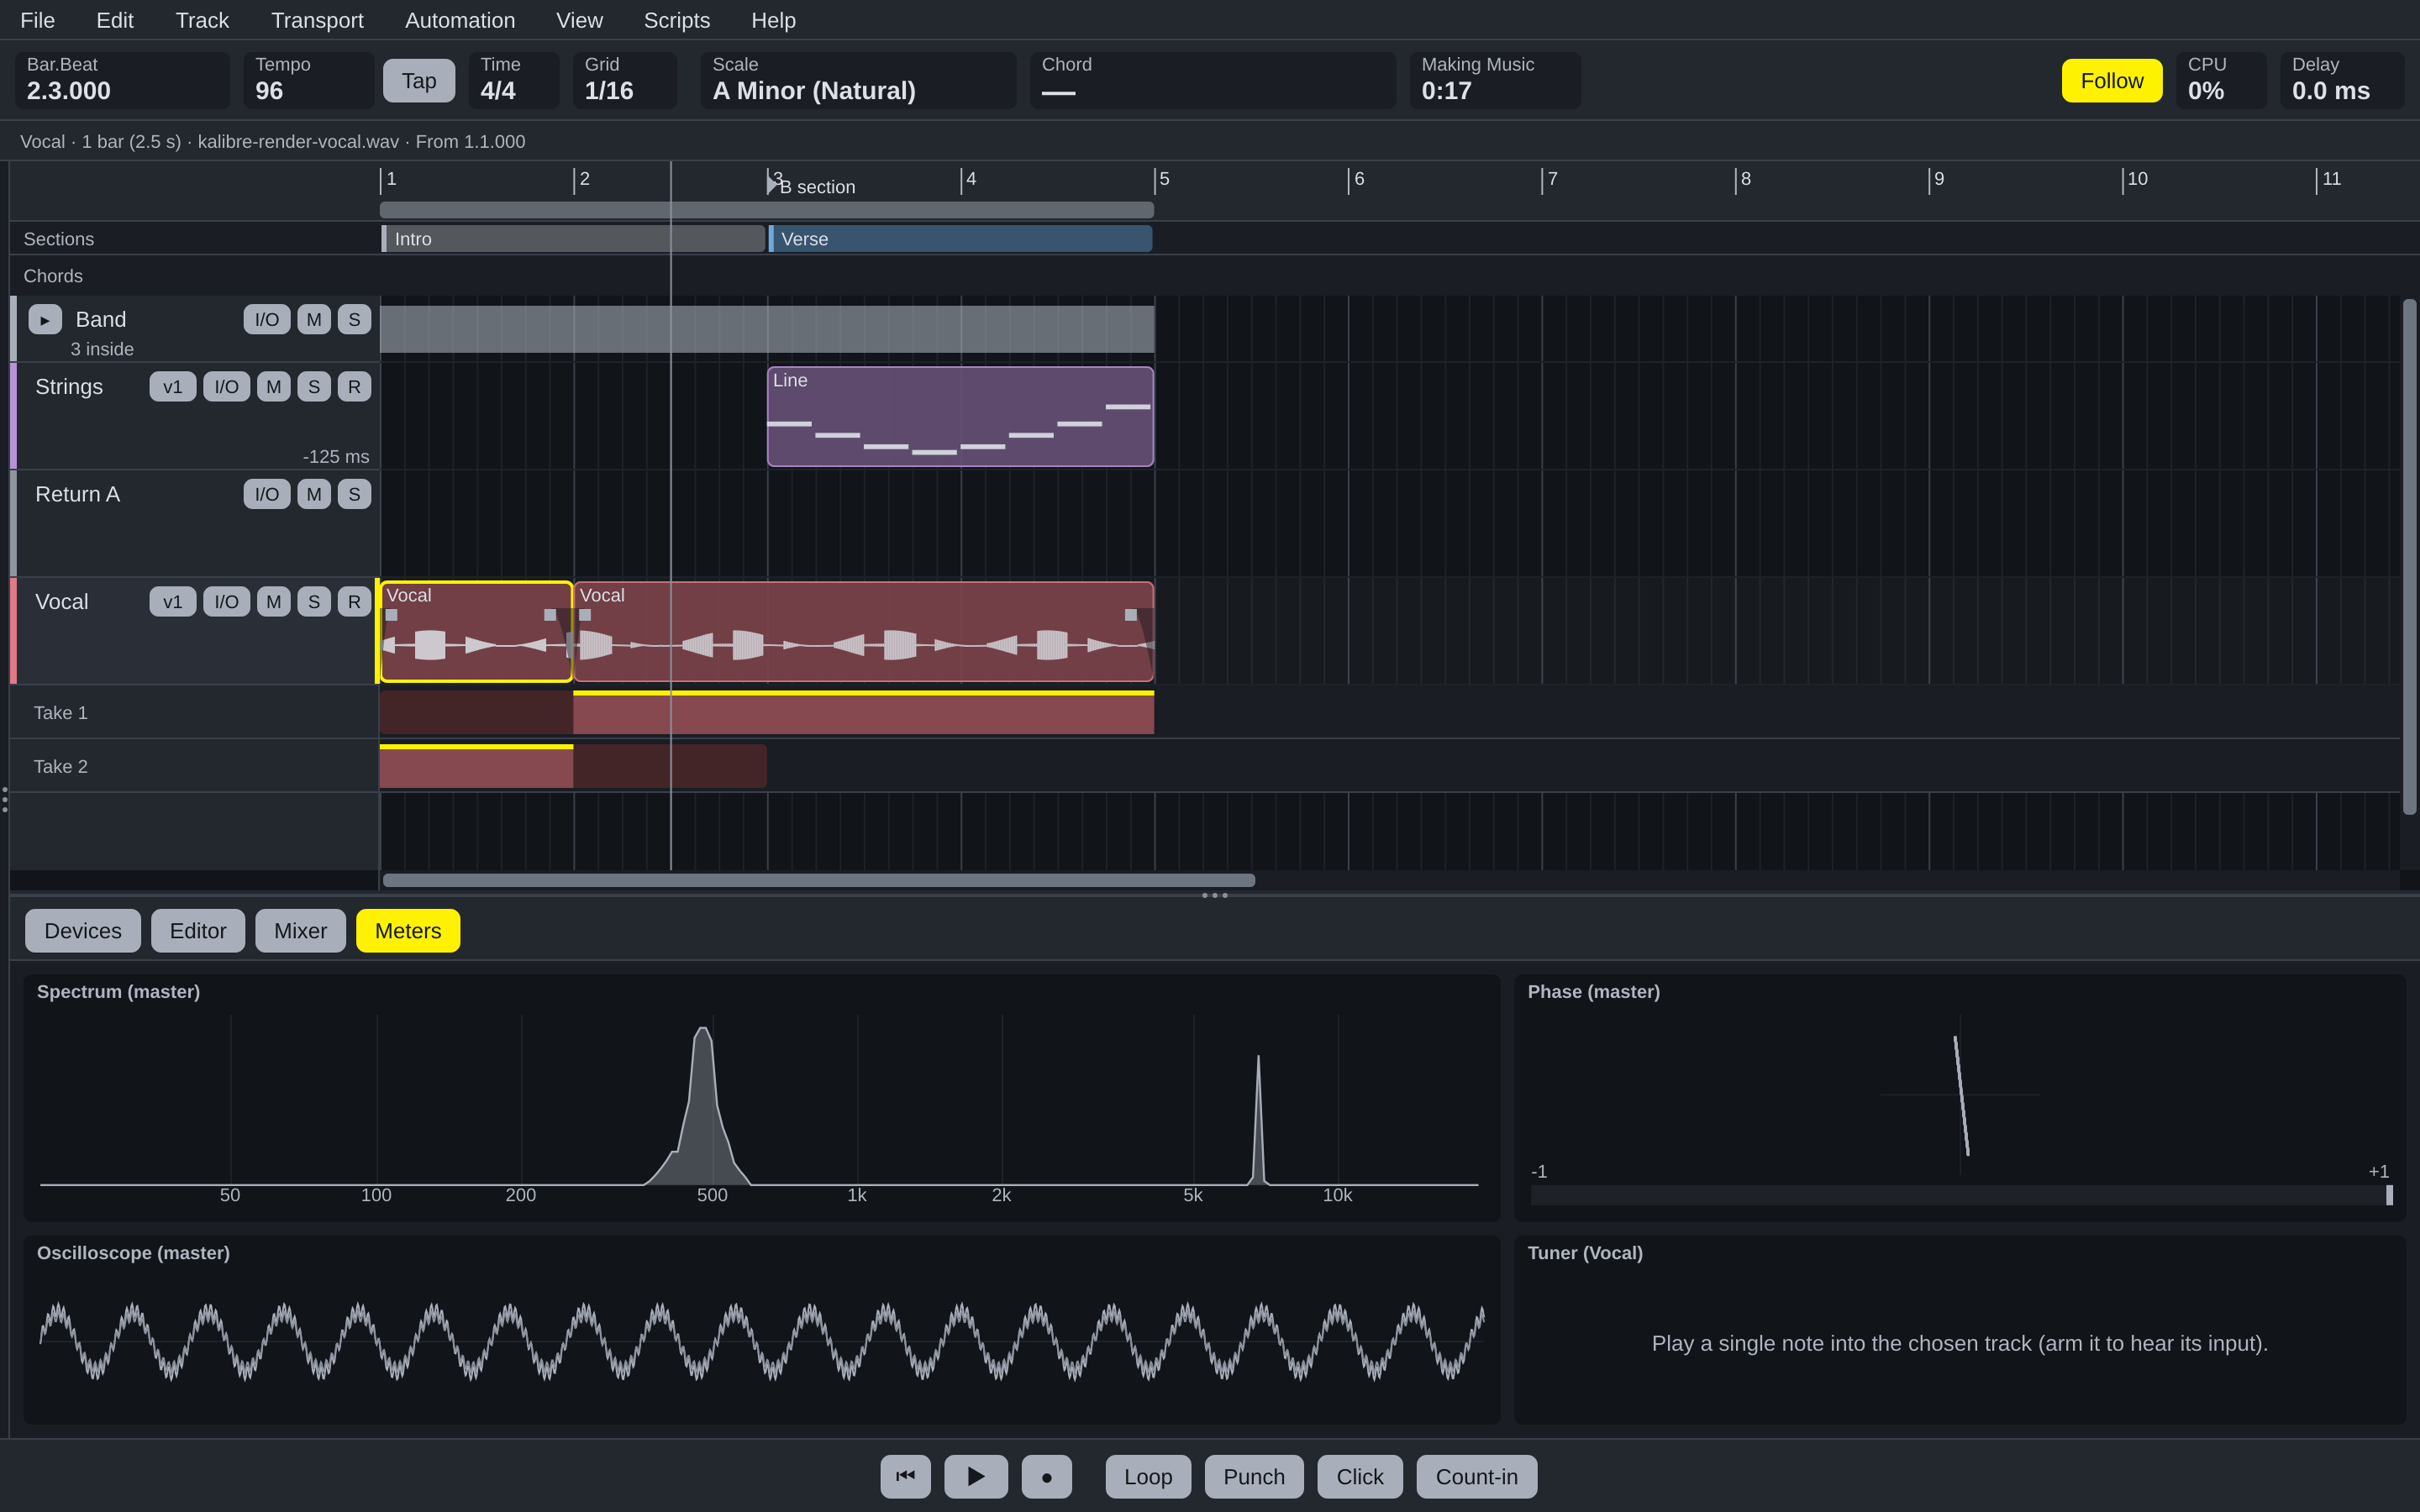 File Edit Track Transport Automation View Scripts Help
Bar.Beat Tempo Time Grid Scale Chord Making Music CPU Delay
2.3.000 96 Tap 4/4 1/16 A Minor (Natural) — 0:17 Follow 0% 0.0 ms
Vocal · 1 bar (2.5 s) · kalibre-render-vocal.wav · From 1.1.000
1 2 3 B section 4 5 6 7 8 9 10 11
Sections Intro Verse
Chords
Band I/O M S
3 inside
Strings v1 I/O M S R Line
-125 ms
Return A I/O M S
Vocal v1 I/O M S R Vocal Vocal
Take 1
Take 2
Devices Editor Mixer Meters
Spectrum (master) Phase (master)
-1 +1
50 100 200 500 1k 2k 5k 10k
Oscilloscope (master) Tuner (Vocal)
Play a single note into the chosen track (arm it to hear its input).
Loop Punch Click Count-in